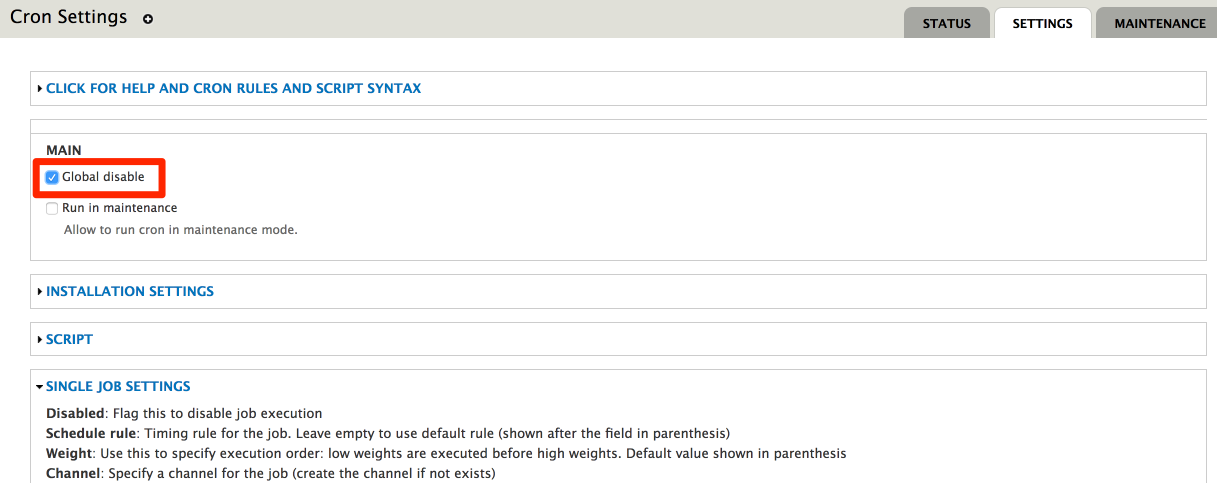 Cron Settings
STATUS
SETTINGS
MAINTENANCE
CLICK FOR HELP AND CRON RULES AND SCRIPT SYNTAX
MAIN
Global disable
Run in maintenance
Allow to run cron in maintenance mode.
INSTALLATION SETTINGS
SCRIPT
SINGLE JOB SETTINGS
Disabled: Flag this to disable job execution
Schedule rule: Timing rule for the job. Leave empty to use default rule (shown after the field in parenthesis)
Weight: Use this to specify execution order: low weights are executed before high weights. Default value shown in parenthesis
Channel: Specify a channel for the job (create the channel if not exists)